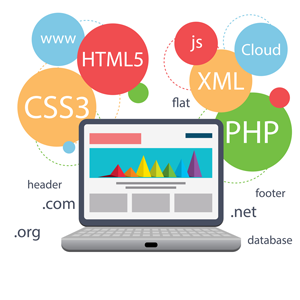 www
HTML5
js
Cloud
CSS3
XML
flat
PHP
header
footer
.com
.net
.org
database